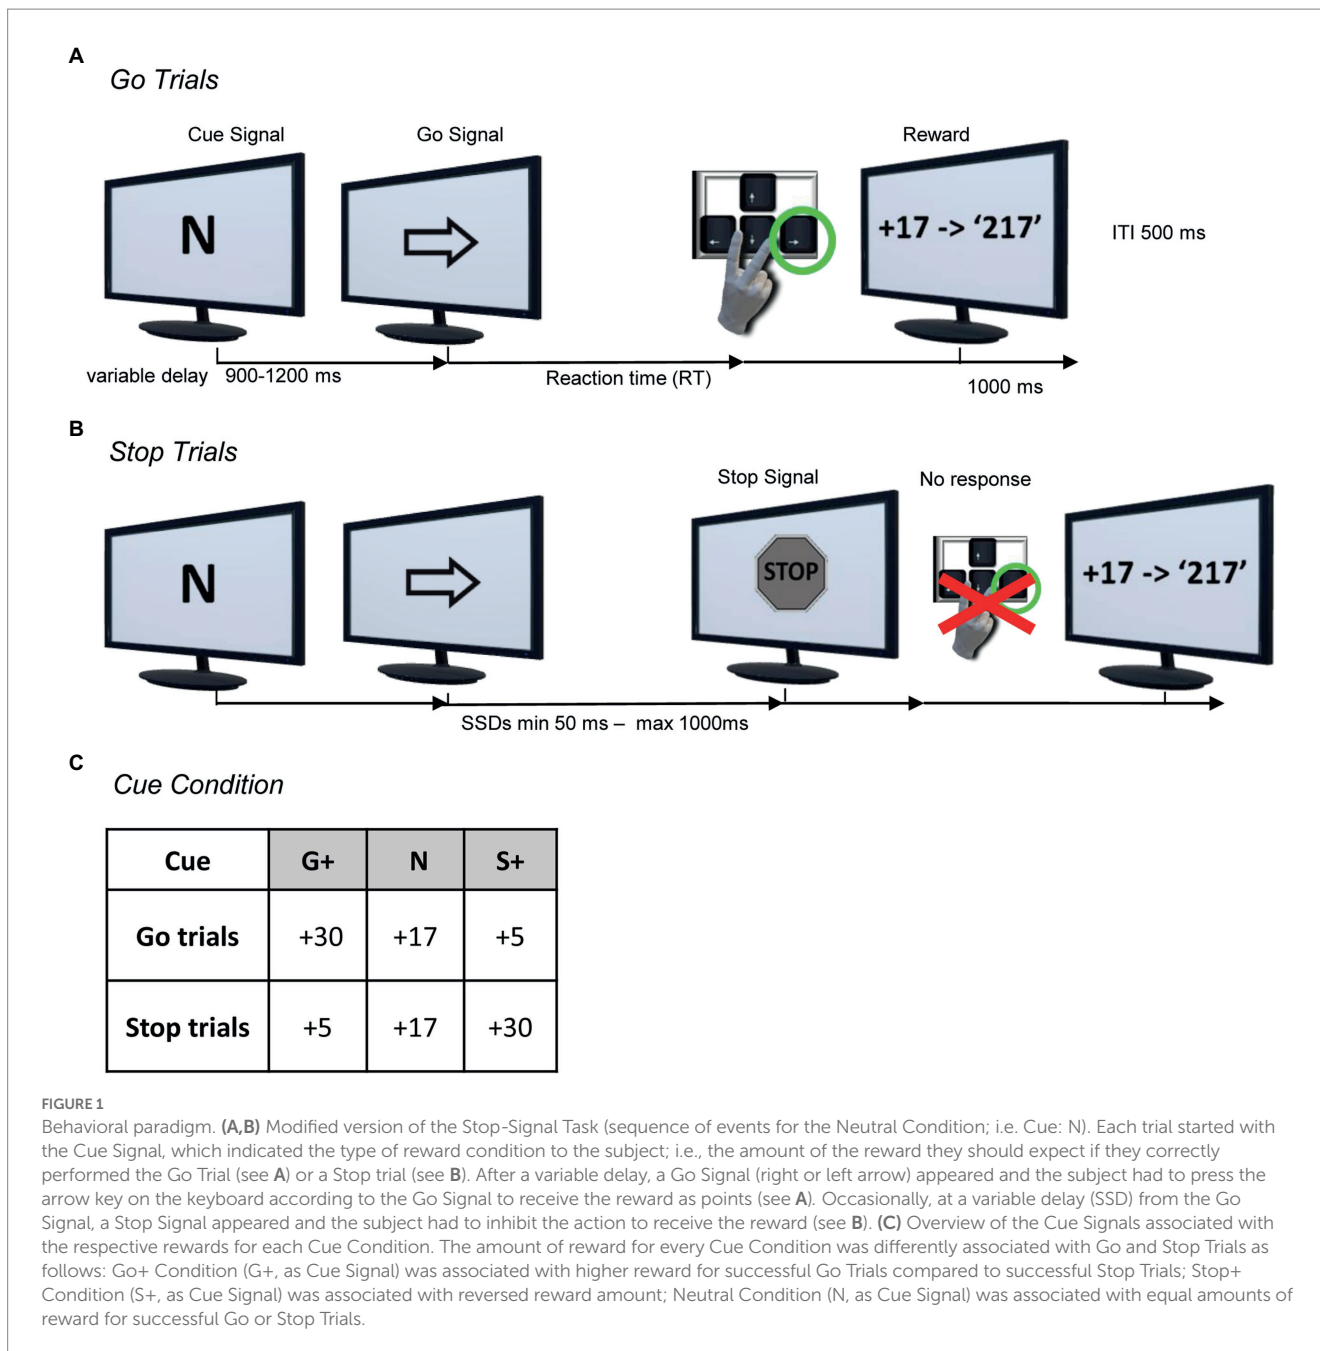 A
Go Trials
Cue Signal
Go Signal
Reward
N
+17 -> ‘217’
ITI 500 ms
variable delay
900-1200 ms
Reaction time (RT)
1000 ms
B
Stop Trials
Stop Signal
No response
N
STOP
+17 -> ‘217’
SSDs min 50 ms – max 1000ms
C
Cue Condition
Cue G+ N S+
Go trials +30 +17 +5
Stop trials +5 +17 +30
FIGURE 1
Behavioral paradigm. (A,B) Modified version of the Stop-Signal Task (sequence of events for the Neutral Condition; i.e. Cue: N). Each trial started with
the Cue Signal, which indicated the type of reward condition to the subject; i.e., the amount of the reward they should expect if they correctly
performed the Go Trial (see A) or a Stop trial (see B). After a variable delay, a Go Signal (right or left arrow) appeared and the subject had to press the
arrow key on the keyboard according to the Go Signal to receive the reward as points (see A). Occasionally, at a variable delay (SSD) from the Go
Signal, a Stop Signal appeared and the subject had to inhibit the action to receive the reward (see B). (C) Overview of the Cue Signals associated with
the respective rewards for each Cue Condition. The amount of reward for every Cue Condition was differently associated with Go and Stop Trials as
follows: Go+ Condition (G+, as Cue Signal) was associated with higher reward for successful Go Trials compared to successful Stop Trials; Stop+
Condition (S+, as Cue Signal) was associated with reversed reward amount; Neutral Condition (N, as Cue Signal) was associated with equal amounts of
reward for successful Go or Stop Trials.